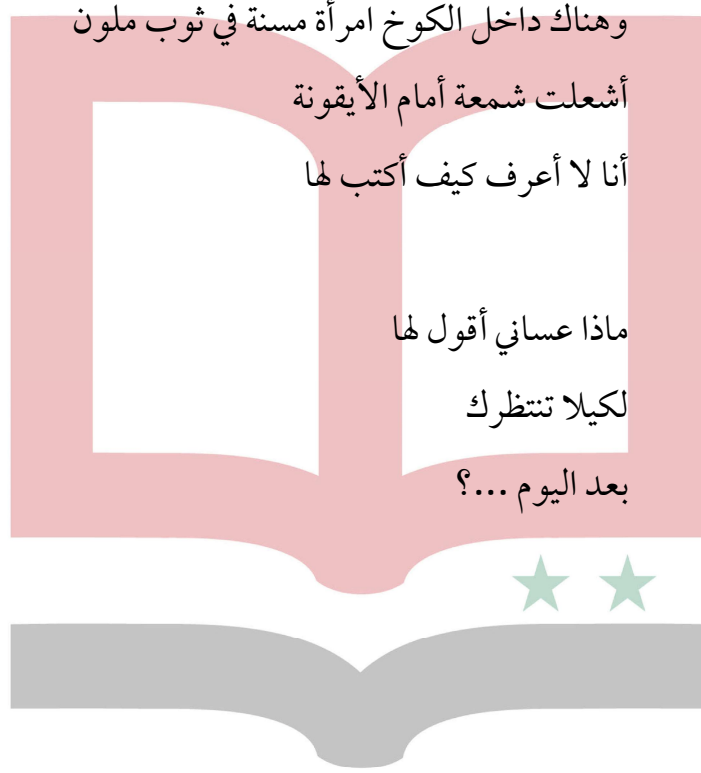 وهناك داخل الكوخ امرأة مسنة في ثوب ملون
أشعلت شمعة أمام الأيقونة
أنا لا أعرف كيف أكتب لها
ماذا عساني أقول لها
لكيلا تنتظرك
بعد اليوم ...؟